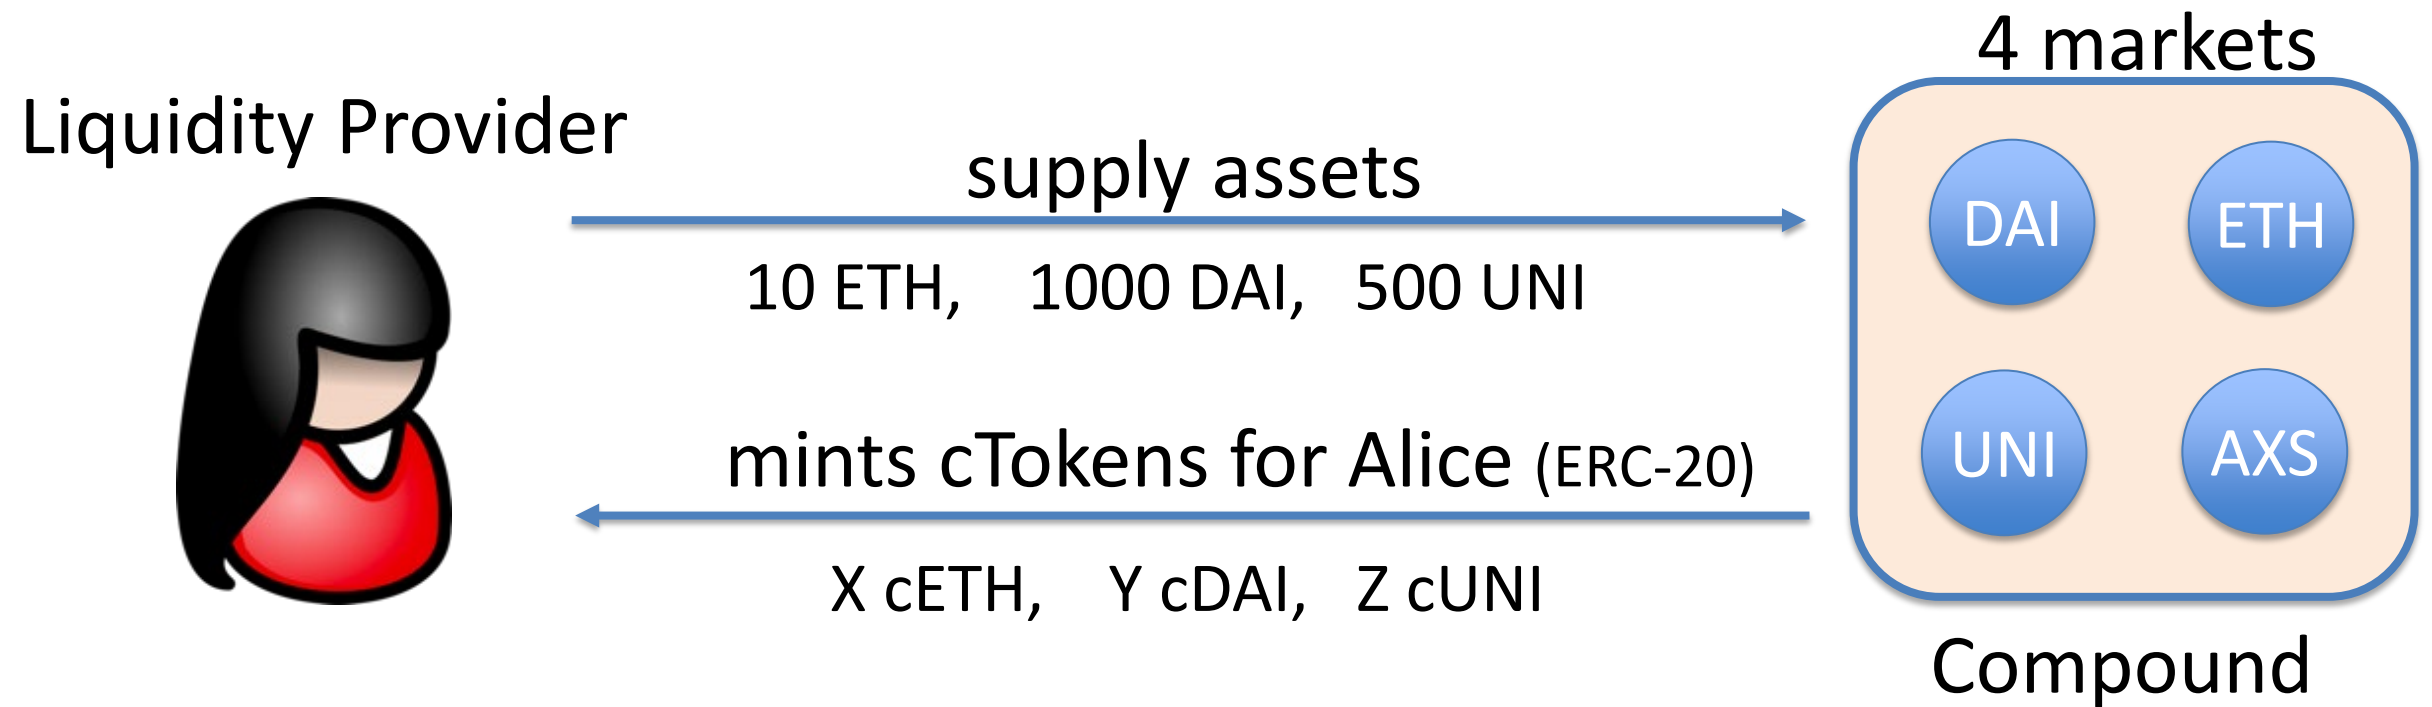 Liquidity Provider
supply assets
10 ETH, 1000 DAI, 500 UNI
mints cTokens for Alice (ERC-20)
X cETH, Y cDAI, Z cUNI
4 markets
DAI ETH
UNI AXS
Compound